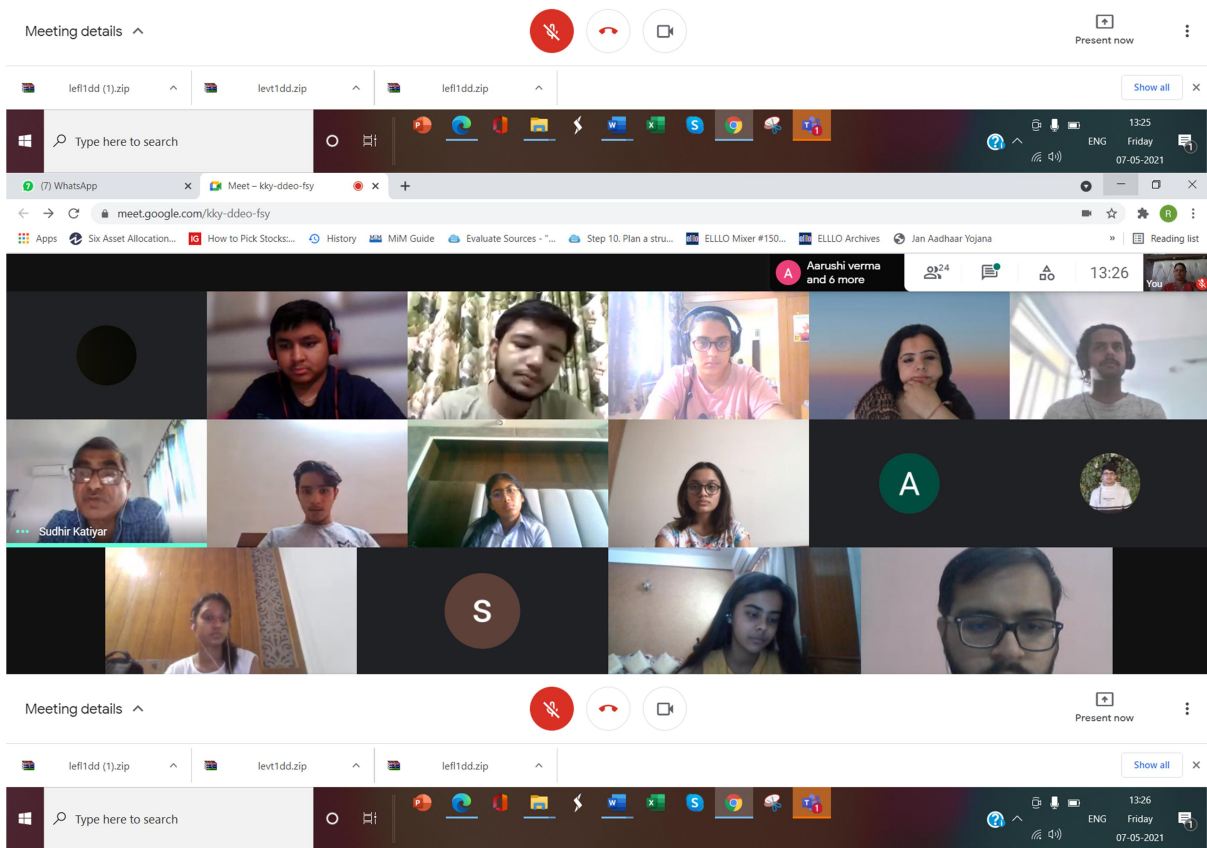 Meeting details
Present now
lefl1dd (1).zip
levt1dd.zip
lefl1dd.zip
Show all
Type here to search
13:25
ENG Friday
07-05-2021
(7) WhatsApp
Meet – kky-ddeo-fsy
meet.google.com/kky-ddeo-fsy
R
Apps Six Asset Allocation... IG How to Pick Stocks:... History MiM Guide Evaluate Sources - "... Step 10. Plan a stru... ELLLO Mixer #150... ELLLO Archives Jan Aadhaar Yojana » Reading list
A
Aarushi verma
and 6 more
24
13:26
You
Sudhir Katiyar
A
S
Meeting details
Present now
lefl1dd (1).zip
levt1dd.zip
lefl1dd.zip
Show all
Type here to search
13:26
ENG Friday
07-05-2021